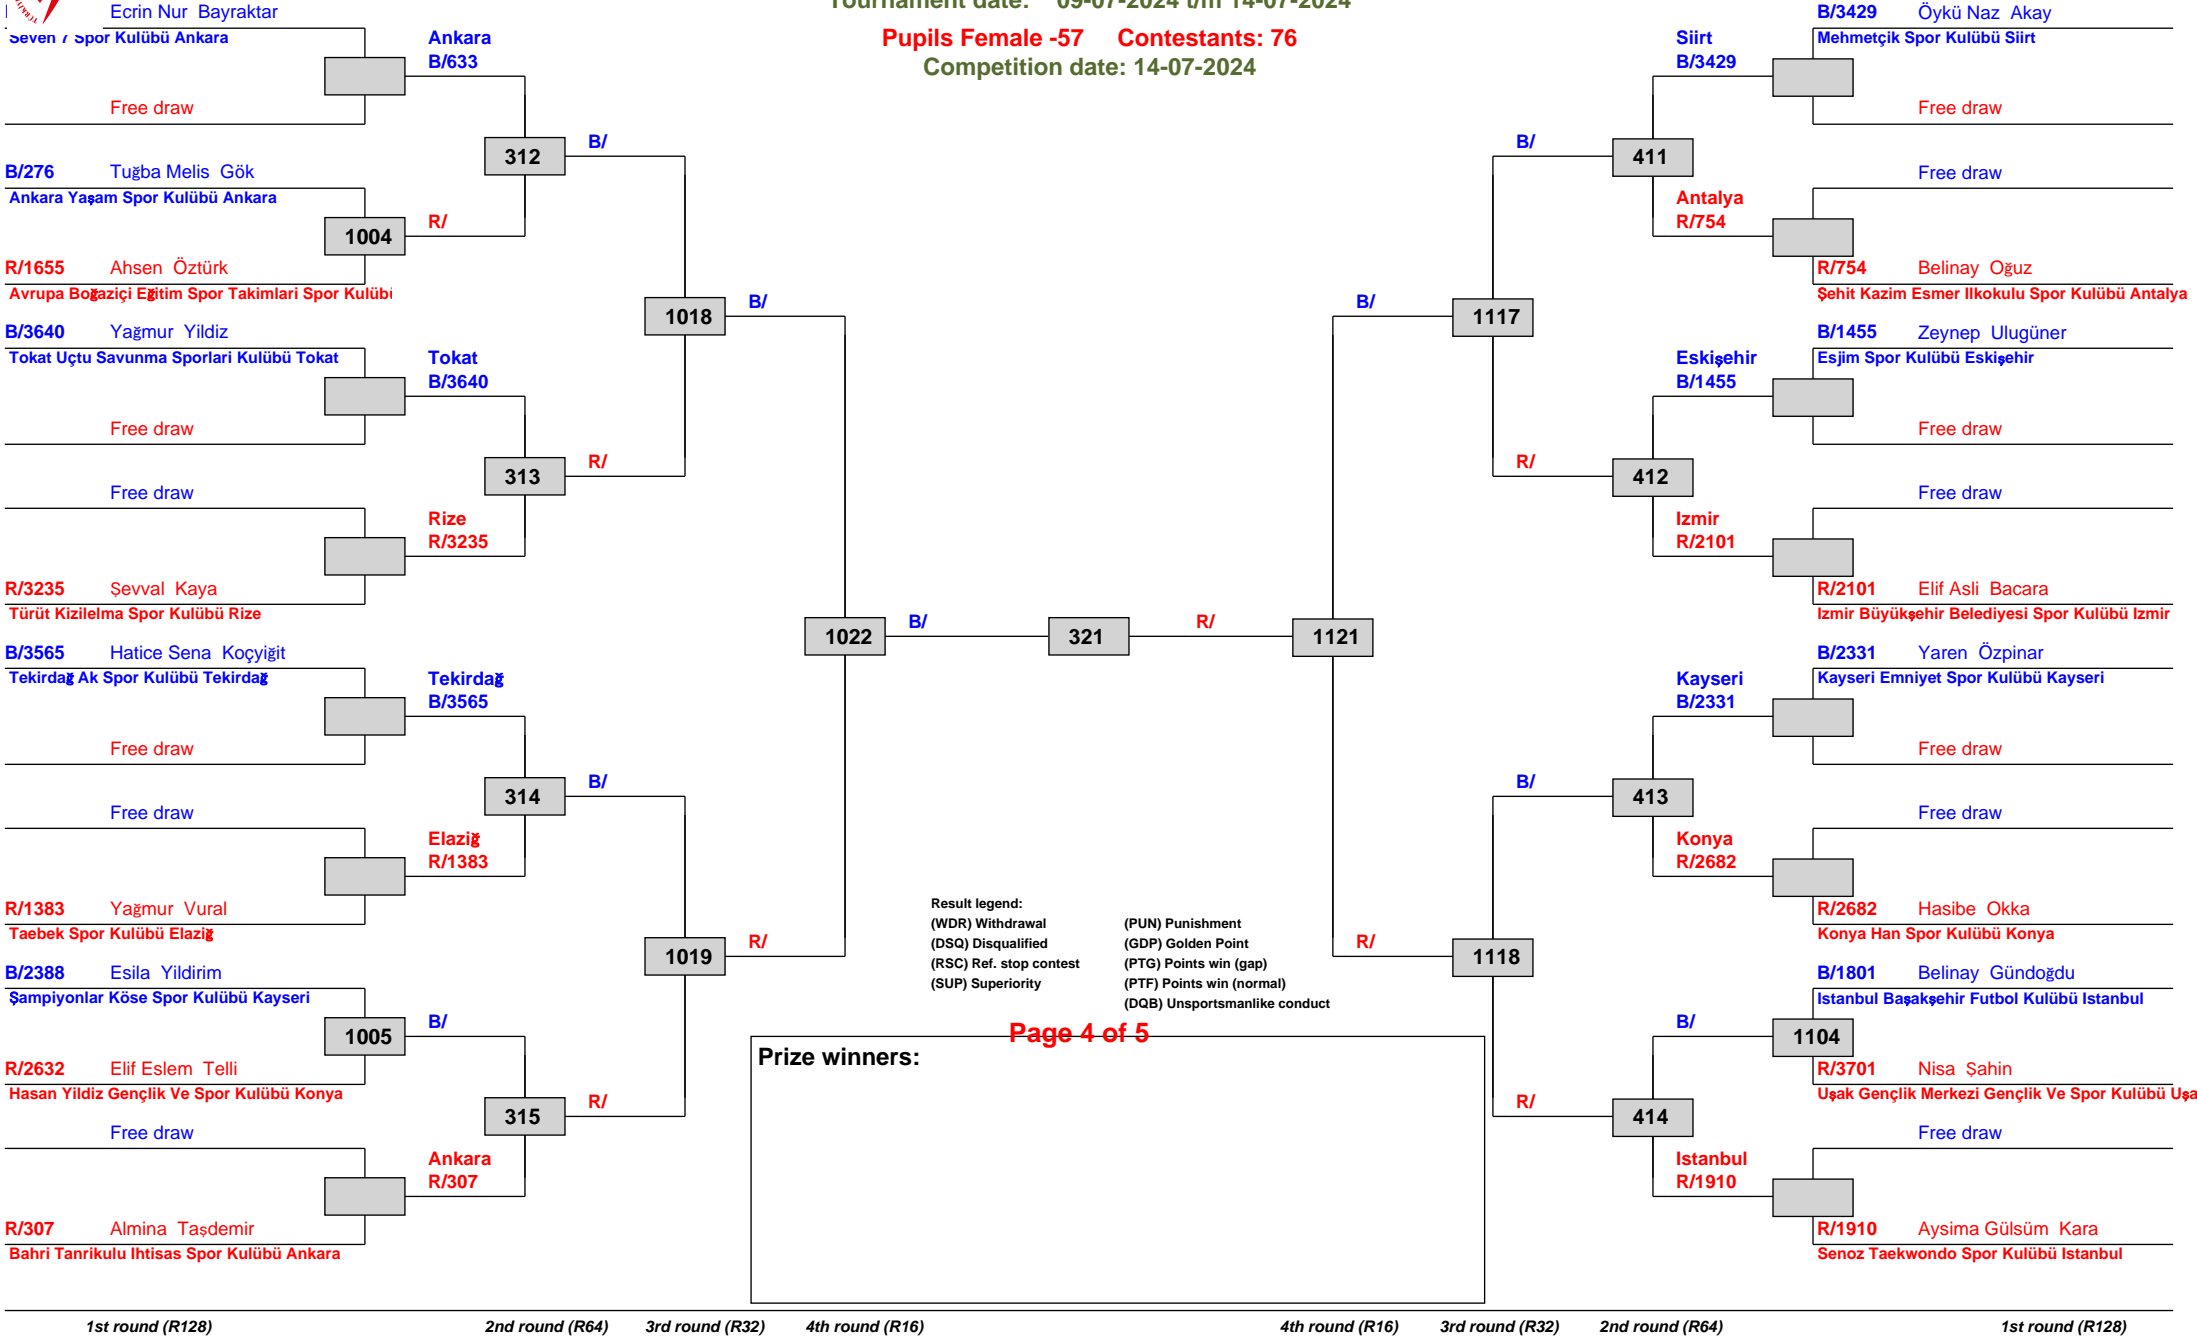 Tournament date: 09-07-2024 t/m 14-07-2024
Pupils Female -57 Contestants: 76
Competition date: 14-07-2024
Ecrin Nur Bayraktar
Seven 7 Spor Kulübü Ankara
Free draw
Ankara
B/633
312
B/
B/276 Tuğba Melis Gök
Ankara Yaşam Spor Kulübü Ankara
1004
R/
R/1655 Ahsen Öztürk
Avrupa Boğaziçi Eğitim Spor Takimlari Spor Kulübü
B/3640 Yağmur Yildiz
Tokat Uçtu Savunma Sporlari Kulübü Tokat
Free draw
Tokat
B/3640
313
R/
1018
B/
Free draw
Rize
R/3235
R/3235 Şevval Kaya
Türüt Kizilelma Spor Kulübü Rize
B/3565 Hatice Sena Koçyiğit
Tekirdağ Ak Spor Kulübü Tekirdağ
Free draw
Tekirdağ
B/3565
314
B/
Free draw
Elaziğ
R/1383
R/1383 Yağmur Vural
Taebek Spor Kulübü Elaziğ
1019
R/
B/2388 Esila Yildirim
Şampiyonlar Köse Spor Kulübü Kayseri
1005
B/
R/2632 Elif Eslem Telli
Hasan Yildiz Gençlik Ve Spor Kulübü Konya
315
R/
Free draw
Ankara
R/307
R/307 Almina Taşdemir
Bahri Tanrikulu Ihtisas Spor Kulübü Ankara
1022
B/
321
R/
1121
B/3429 Öykü Naz Akay
Mehmetçik Spor Kulübü Siirt
Free draw
Siirt
B/3429
411
B/
Free draw
Antalya
R/754
R/754 Belinay Oğuz
Şehit Kazim Esmer Ilkokulu Spor Kulübü Antalya
1117
B/
B/1455 Zeynep Ulugüner
Esjim Spor Kulübü Eskişehir
Free draw
Eskişehir
B/1455
412
R/
Free draw
Izmir
R/2101
R/2101 Elif Asli Bacara
Izmir Büyükşehir Belediyesi Spor Kulübü Izmir
B/2331 Yaren Özpinar
Kayseri Emniyet Spor Kulübü Kayseri
Free draw
Kayseri
B/2331
413
B/
Free draw
Konya
R/2682
R/2682 Hasibe Okka
Konya Han Spor Kulübü Konya
1118
R/
B/1801 Belinay Gündoğdu
Istanbul Başakşehir Futbol Kulübü Istanbul
1104
B/
R/3701 Nisa Şahin
Uşak Gençlik Merkezi Gençlik Ve Spor Kulübü Uşa
414
R/
Free draw
Istanbul
R/1910
R/1910 Aysima Gülsüm Kara
Senoz Taekwondo Spor Kulübü Istanbul
Result legend:
(WDR) Withdrawal (PUN) Punishment
(DSQ) Disqualified (GDP) Golden Point
(RSC) Ref. stop contest (PTG) Points win (gap)
(SUP) Superiority (PTF) Points win (normal)
(DQB) Unsportsmanlike conduct
Page 4 of 5
Prize winners:
1st round (R128) 2nd round (R64) 3rd round (R32) 4th round (R16) 4th round (R16) 3rd round (R32) 2nd round (R64) 1st round (R128)